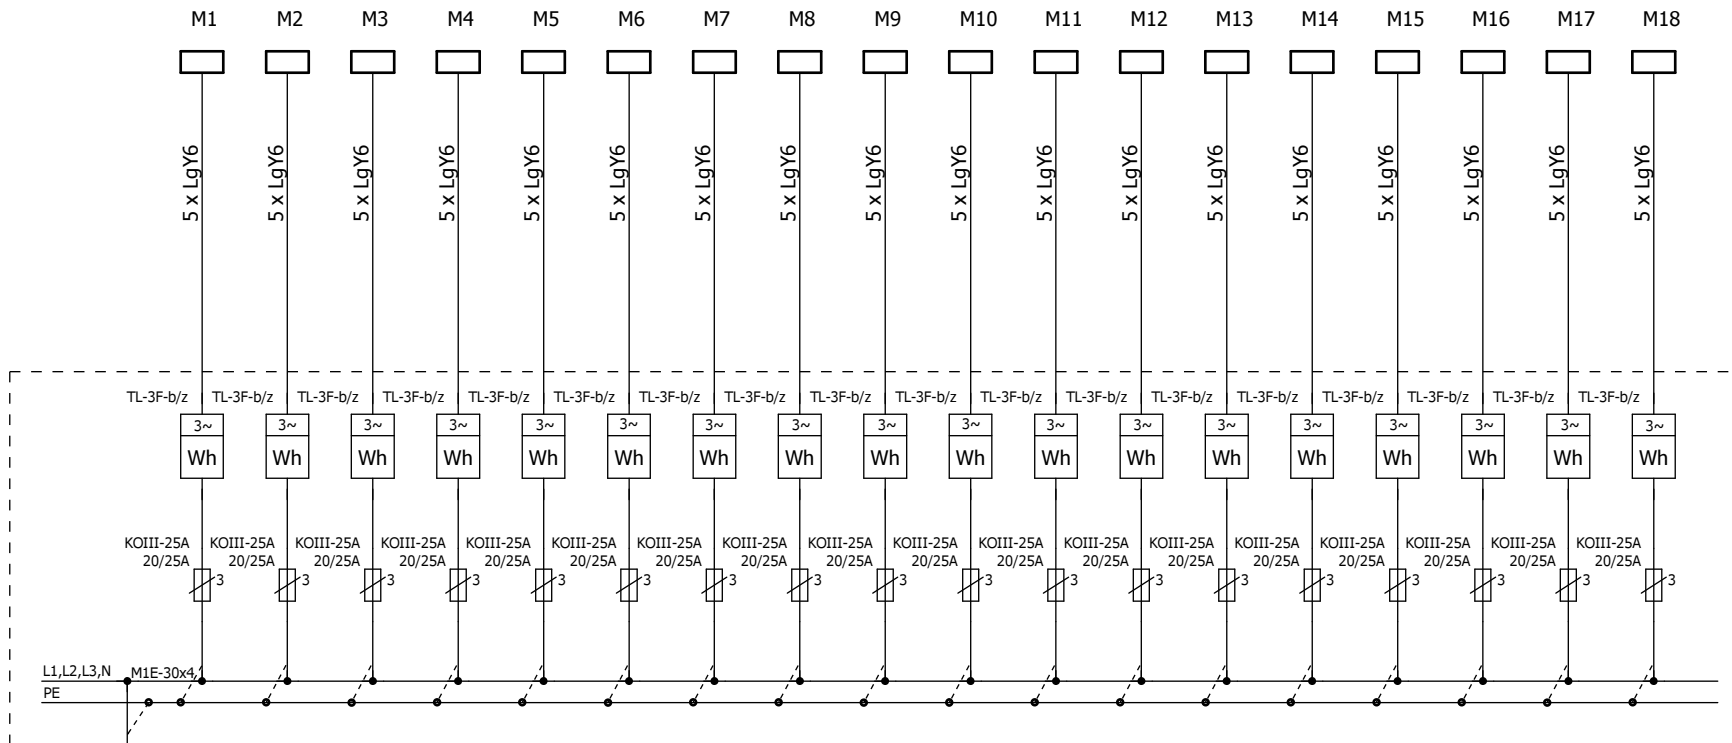 M1 M2 M3 M4 M5 M6 M7 M8 M9 M10 M11 M12 M13 M14 M15 M16 M17 M18
5 x LgY6 5 x LgY6 5 x LgY6 5 x LgY6 5 x LgY6 5 x LgY6 5 x LgY6 5 x LgY6 5 x LgY6 5 x LgY6 5 x LgY6 5 x LgY6 5 x LgY6 5 x LgY6 5 x LgY6 5 x LgY6 5 x LgY6 5 x LgY6
TL-3F-b/z TL-3F-b/z TL-3F-b/z TL-3F-b/z TL-3F-b/z TL-3F-b/z TL-3F-b/z TL-3F-b/z TL-3F-b/z TL-3F-b/z TL-3F-b/z TL-3F-b/z TL-3F-b/z TL-3F-b/z TL-3F-b/z TL-3F-b/z TL-3F-b/z TL-3F-b/z
3~ 3~ 3~ 3~ 3~ 3~ 3~ 3~ 3~ 3~ 3~ 3~ 3~ 3~ 3~ 3~ 3~ 3~
Wh Wh Wh Wh Wh Wh Wh Wh Wh Wh Wh Wh Wh Wh Wh Wh Wh Wh
KOIII-25A KOIII-25A KOIII-25A KOIII-25A KOIII-25A KOIII-25A KOIII-25A KOIII-25A KOIII-25A KOIII-25A KOIII-25A KOIII-25A KOIII-25A KOIII-25A KOIII-25A KOIII-25A KOIII-25A KOIII-25A
20/25A 20/25A 20/25A 20/25A 20/25A 20/25A 20/25A 20/25A 20/25A 20/25A 20/25A 20/25A 20/25A 20/25A 20/25A 20/25A 20/25A 20/25A
3 3 3 3 3 3 3 3 3 3 3 3 3 3 3 3 3 3
L1,L2,L3,N M1E-30x4
PE